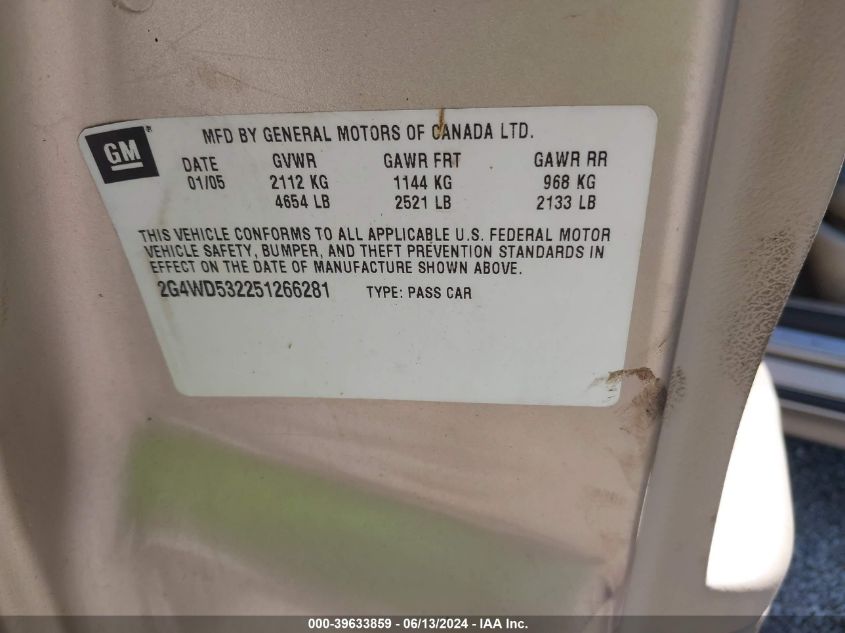 GM
MFD BY GENERAL MOTORS OF CANADA LTD.
DATE GVWR GAWR FRT GAWR RR
01/05 2112 KG 1144 KG 968 KG
4654 LB 2521 LB 2133 LB
THIS VEHICLE CONFORMS TO ALL APPLICABLE U.S. FEDERAL MOTOR
VEHICLE SAFETY, BUMPER, AND THEFT PREVENTION STANDARDS IN
EFFECT ON THE DATE OF MANUFACTURE SHOWN ABOVE.
2G4WD532251266281 TYPE: PASS CAR
000-39633859 - 06/13/2024 - IAA Inc.